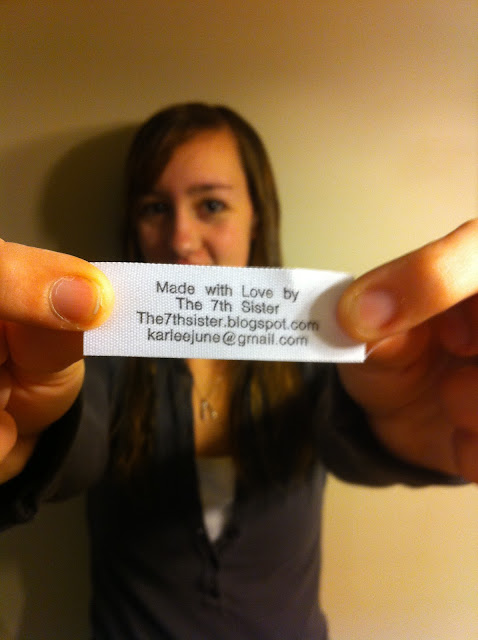 Made with Love by
The 7th Sister
The7thsister.blogspot.com
karleejune@gmail.com